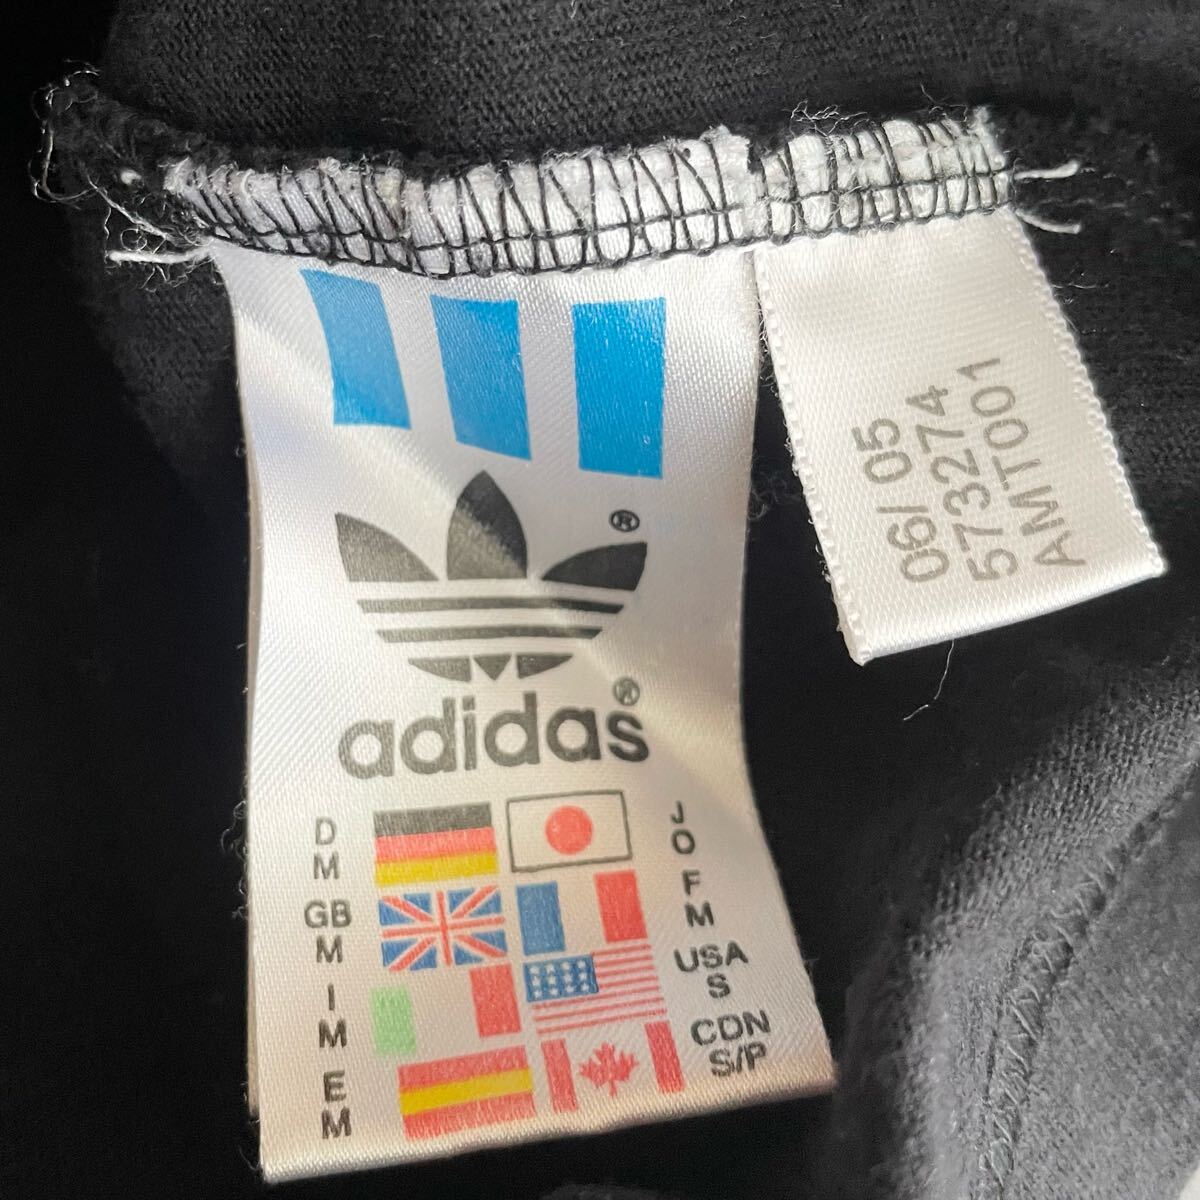 ®
adidas®
D
M
GB
M
I
M
E
M
J
O
F
M
USA
S
CDN
S/P
06/ 05
573274
AMT001